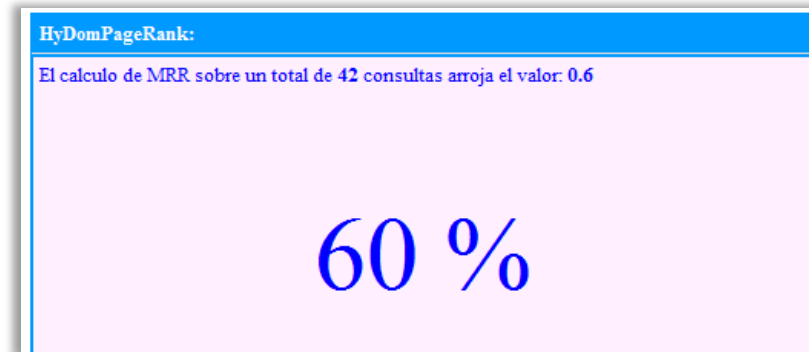 HyDomPageRank:
El calculo de MRR sobre un total de 42 consultas arroja el valor: 0.6
60 %